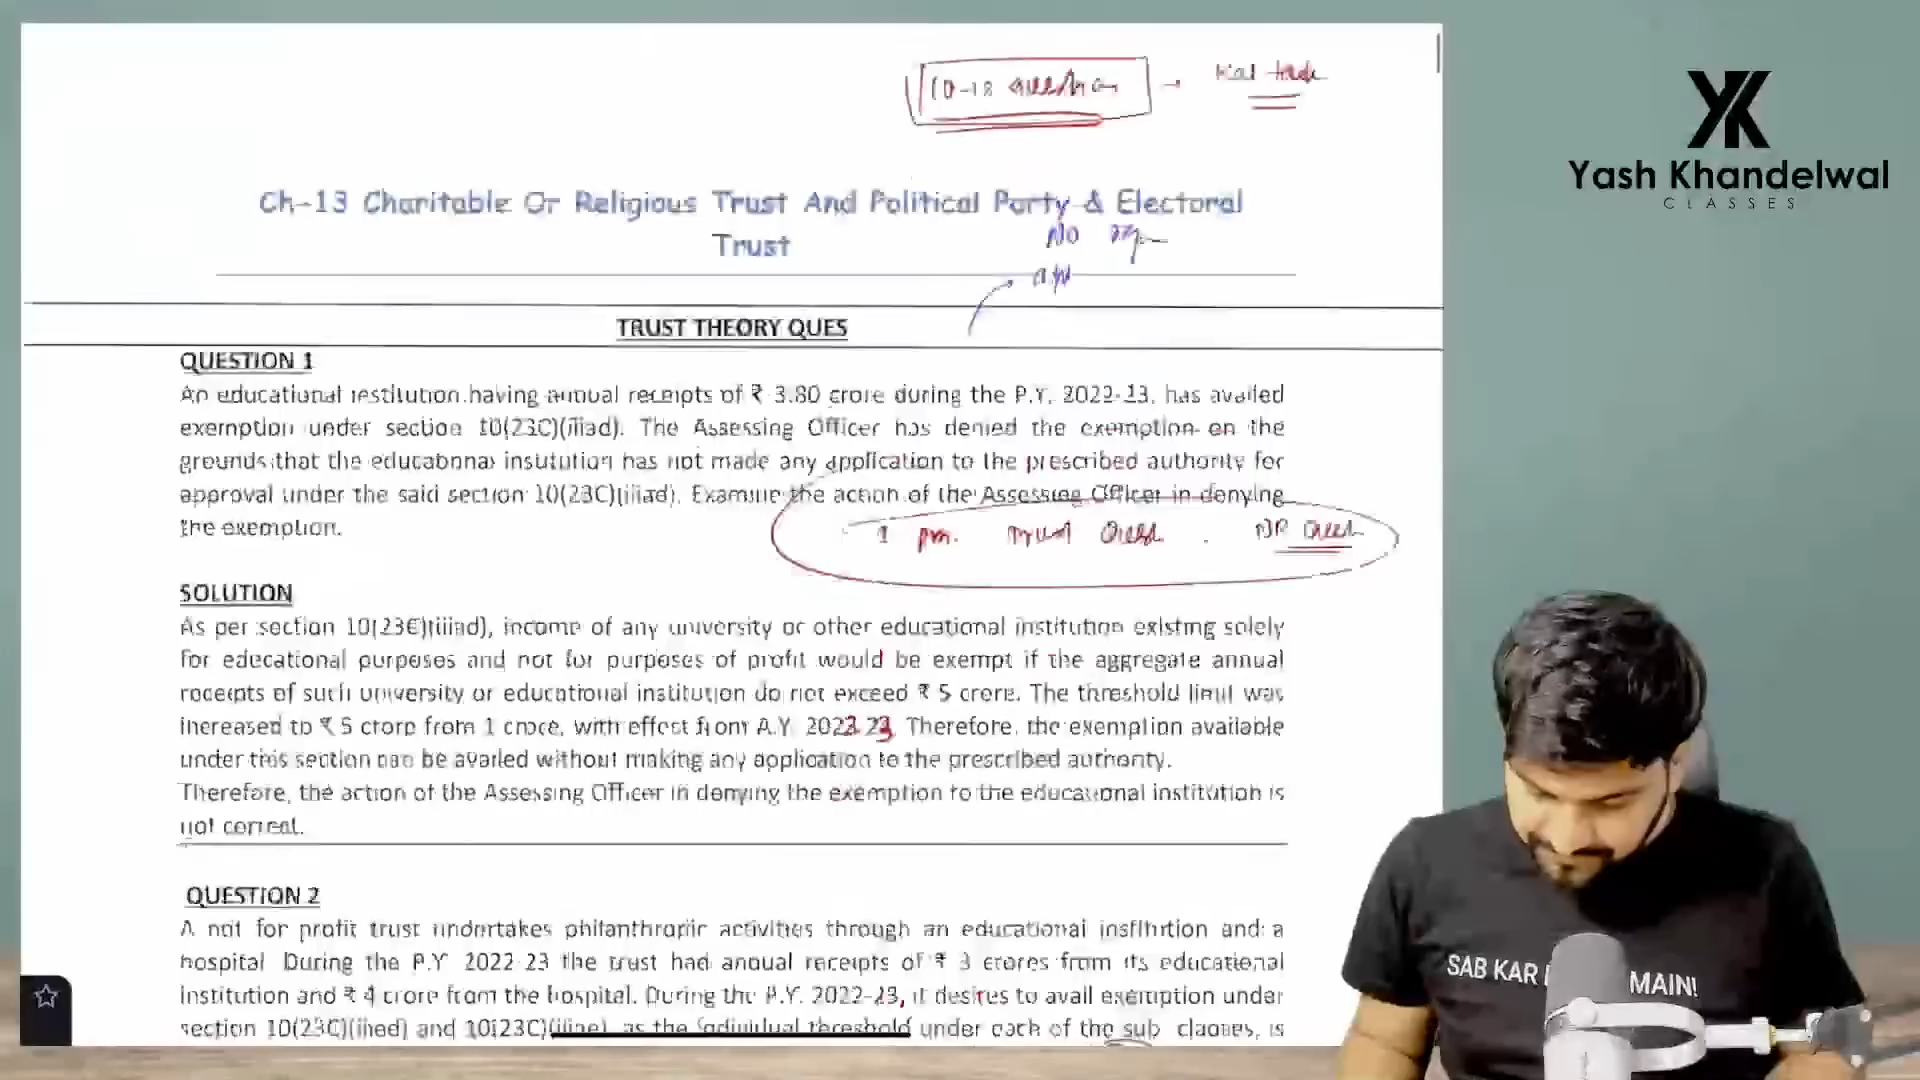 10-12 question →
Yash Khandelwal
CLASSES
Ch-13 Charitable Or Religious Trust And Political Party & Electoral
Trust
No
TRUST THEORY QUES
QUESTION 1
An educational institution having annual receipts of ₹ 3.80 crore during the P.Y. 2022-23, has availed
exemption under section 10(23C)(iiiad). The Assessing Officer has denied the exemption on the
grounds that the educational institution has not made any application to the prescribed authority for
approval under the said section 10(23C)(iiiad). Examine the action of the Assessing Officer in denying
the exemption.
Trust Ques
SOLUTION
As per section 10(23C)(iiiad), income of any university or other educational institution existing solely
for educational purposes and not for purposes of profit would be exempt if the aggregate annual
receipts of such university or educational institution do not exceed ₹ 5 crore. The threshold limit was
increased to ₹ 5 crore from 1 crore, with effect from A.Y. 2022-23. Therefore, the exemption available
under this section can be availed without making any application to the prescribed authority.
Therefore, the action of the Assessing Officer in denying the exemption to the educational institution is
not correct.
QUESTION 2
A not for profit trust undertakes philanthropic activities through an educational institution and a
hospital. During the P.Y. 2022-23 the trust had annual receipts of ₹ 3 crores from its educational
institution and ₹ 4 crore from the hospital. During the P.Y. 2022-23, it desires to avail exemption under
section 10(23C)(iiiad) and 10(23C)(iiiae), as the individual threshold under each of the sub clauses, is
SAB KAR MAIN!